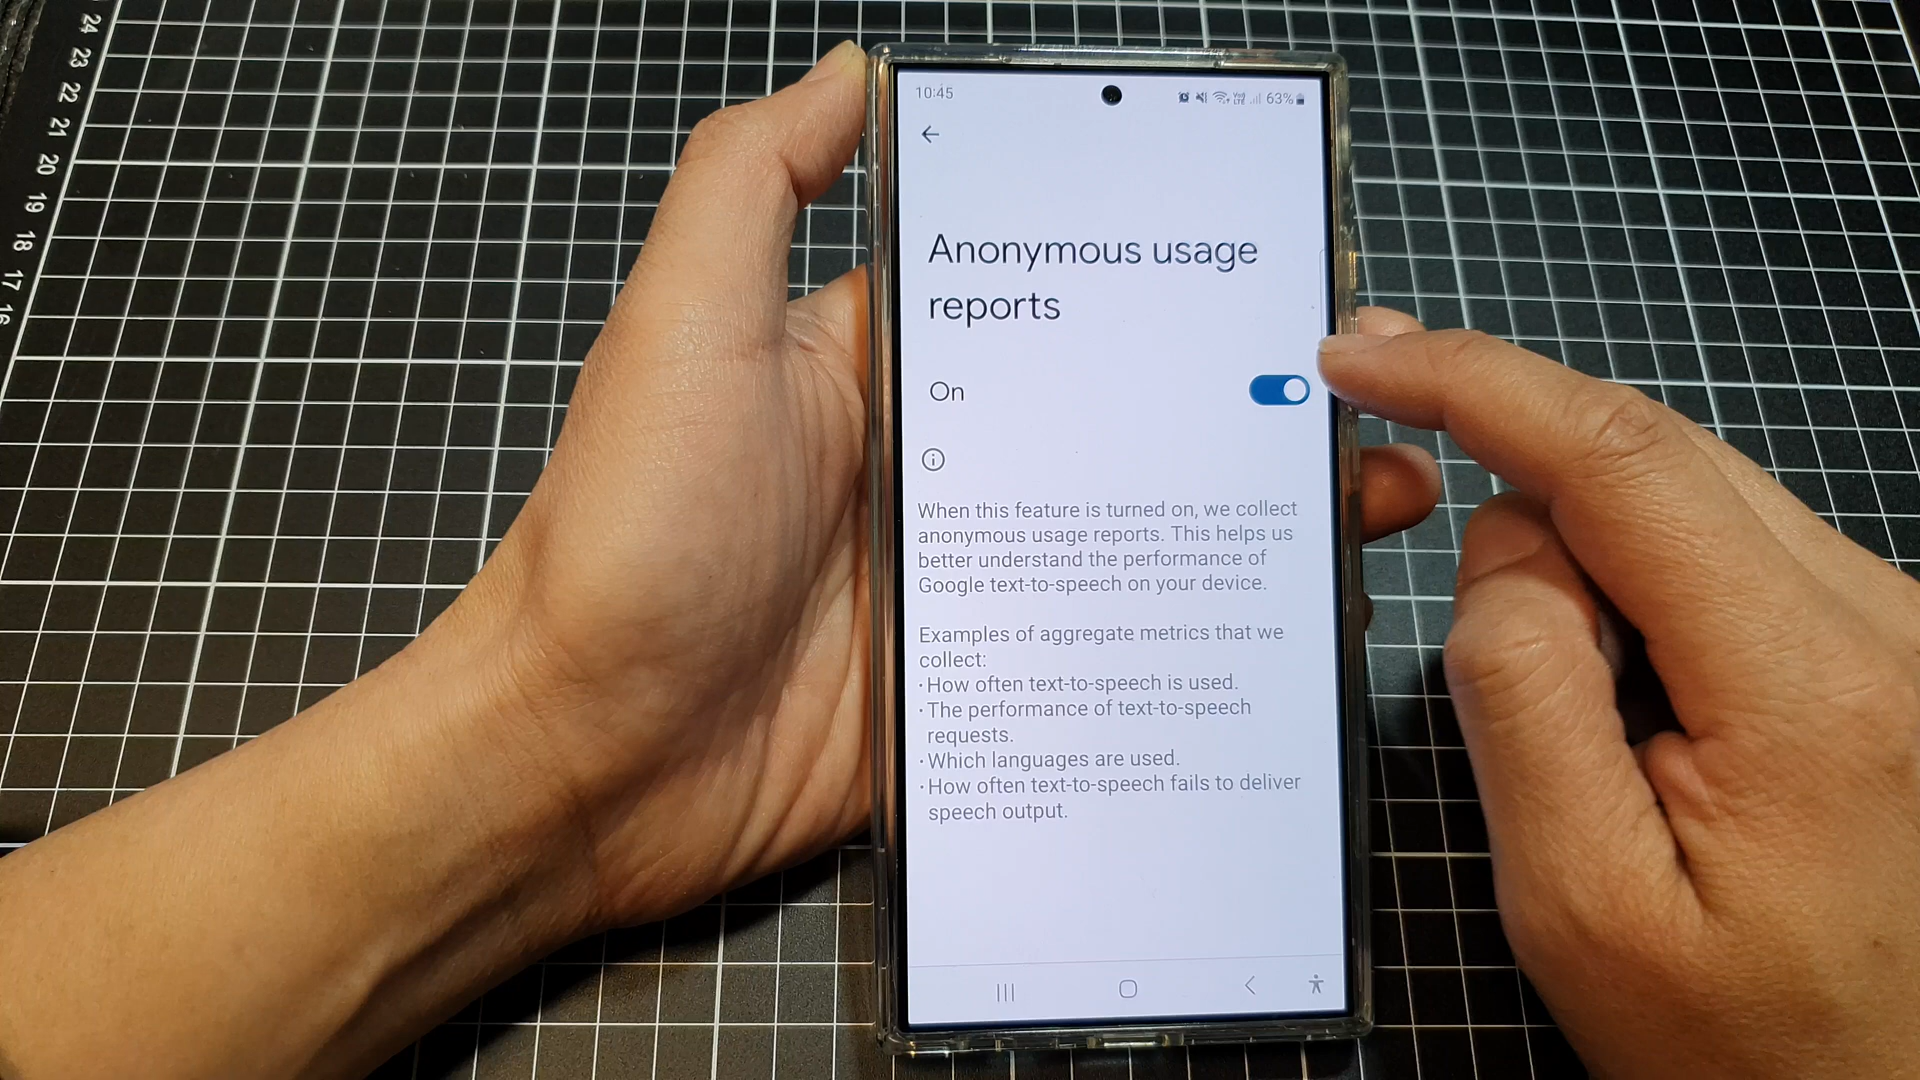 24
23
22
21
20
19
18
17
16
10:45
63%
Anonymous usage
reports
On
When this feature is turned on, we collect
anonymous usage reports. This helps us
better understand the performance of
Google text-to-speech on your device.
Examples of aggregate metrics that we
collect:
·How often text-to-speech is used.
·The performance of text-to-speech
requests.
·Which languages are used.
·How often text-to-speech fails to deliver
speech output.